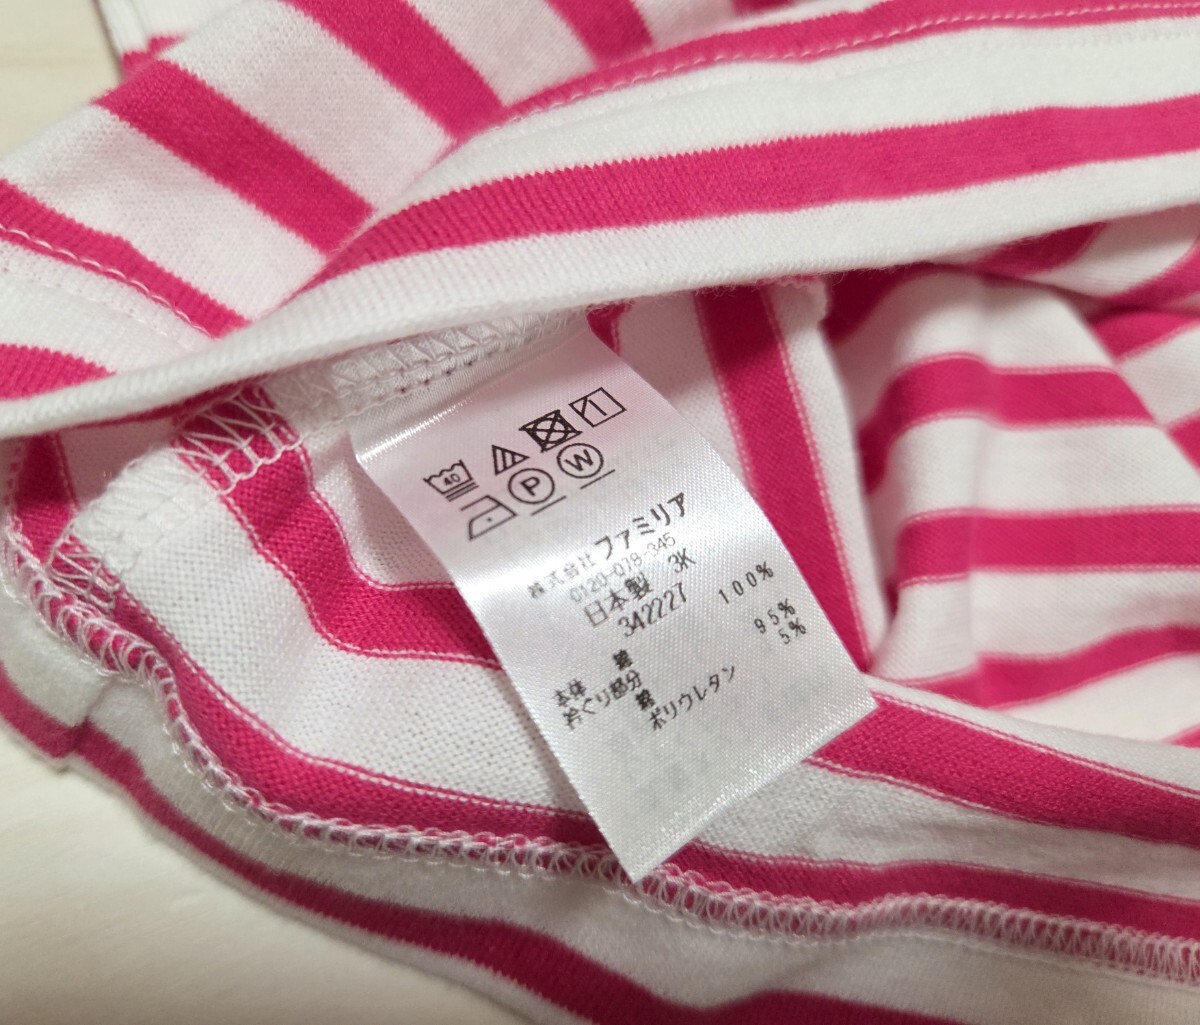 40
P W
株式会社ファミリア
0120-078-345
日本製 3K
342227
本体 綿 100%
衿ぐり部分 綿 95%
ポリウレタン 5%